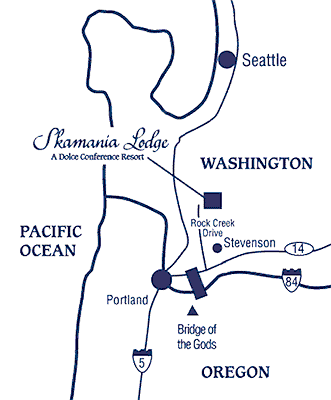 Seattle
Skamania Lodge
A Dolce Conference Resort
WASHINGTON
Rock Creek
Drive
PACIFIC
OCEAN
Stevenson
14
84
Portland
Bridge of
the Gods
5
OREGON